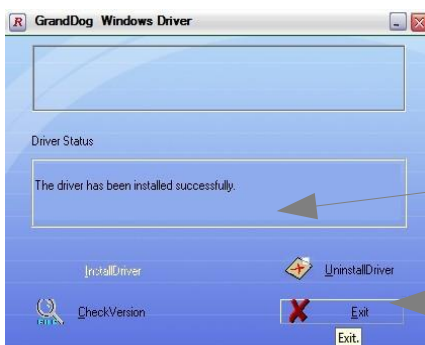 R GrandDog Windows Driver
Driver Status
The driver has been installed successfully.
InstallDriver
UninstallDriver
CheckVersion
Exit
Exit.